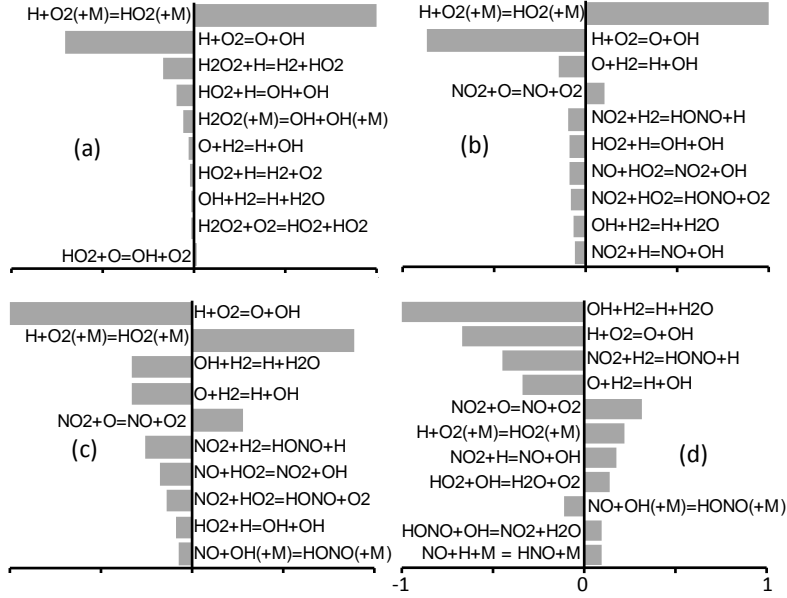 H+O2(+M)=HO2(+M)
H+O2=O+OH
H2O2+H=H2+HO2
HO2+H=OH+OH
H2O2(+M)=OH+OH(+M)
O+H2=H+OH
(a)
HO2+H=H2+O2
OH+H2=H+H2O
H2O2+O2=HO2+HO2
HO2+O=OH+O2
H+O2(+M)=HO2(+M)
H+O2=O+OH
O+H2=H+OH
NO2+O=NO+O2
NO2+H2=HONO+H
HO2+H=OH+OH
(b)
NO+HO2=NO2+OH
NO2+HO2=HONO+O2
OH+H2=H+H2O
NO2+H=NO+OH
H+O2=O+OH
H+O2(+M)=HO2(+M)
OH+H2=H+H2O
O+H2=H+OH
NO2+O=NO+O2
(c)
NO2+H2=HONO+H
NO+HO2=NO2+OH
NO2+HO2=HONO+O2
HO2+H=OH+OH
NO+OH(+M)=HONO(+M)
OH+H2=H+H2O
H+O2=O+OH
NO2+H2=HONO+H
O+H2=H+OH
NO2+O=NO+O2
H+O2(+M)=HO2(+M)
NO2+H=NO+OH
(d)
HO2+OH=H2O+O2
NO+OH(+M)=HONO(+M)
HONO+OH=NO2+H2O
NO+H+M = HNO+M
-1 0 1